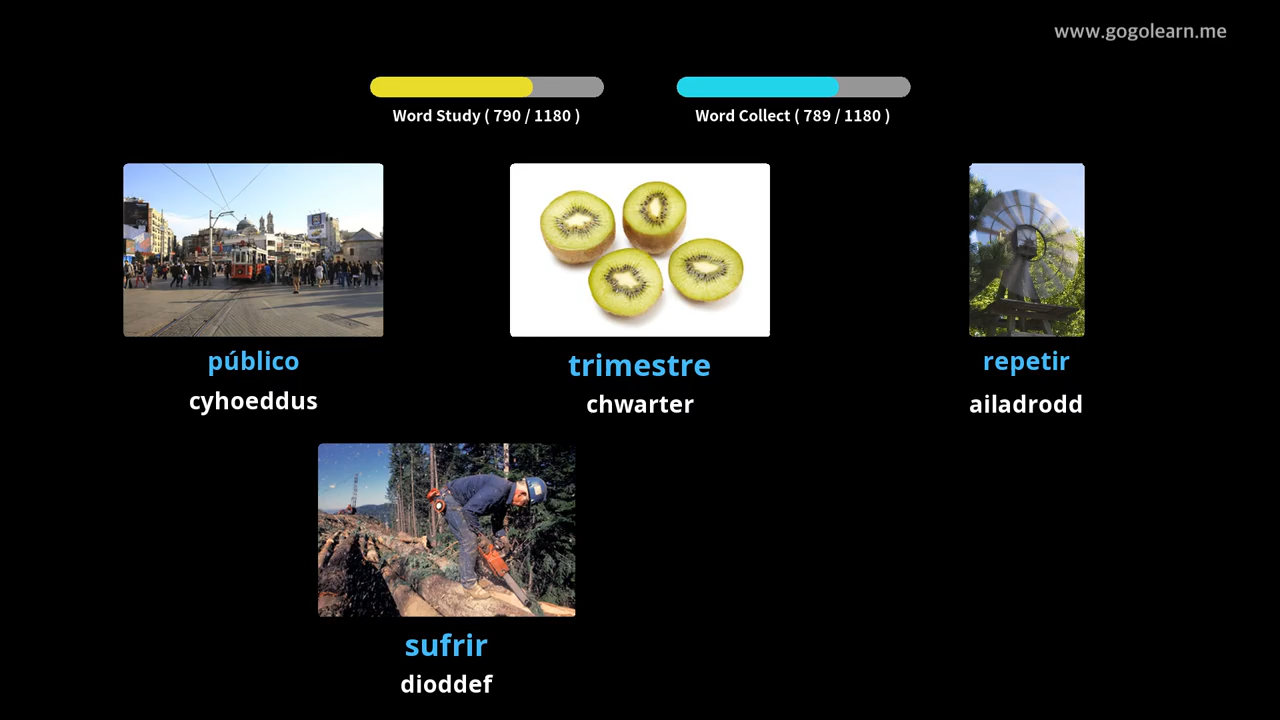 www.gogolearn.me
Word Study ( 790 / 1180 )
Word Collect ( 789 / 1180 )
público
cyhoeddus
trimestre
chwarter
repetir
ailadrodd
sufrir
dioddef